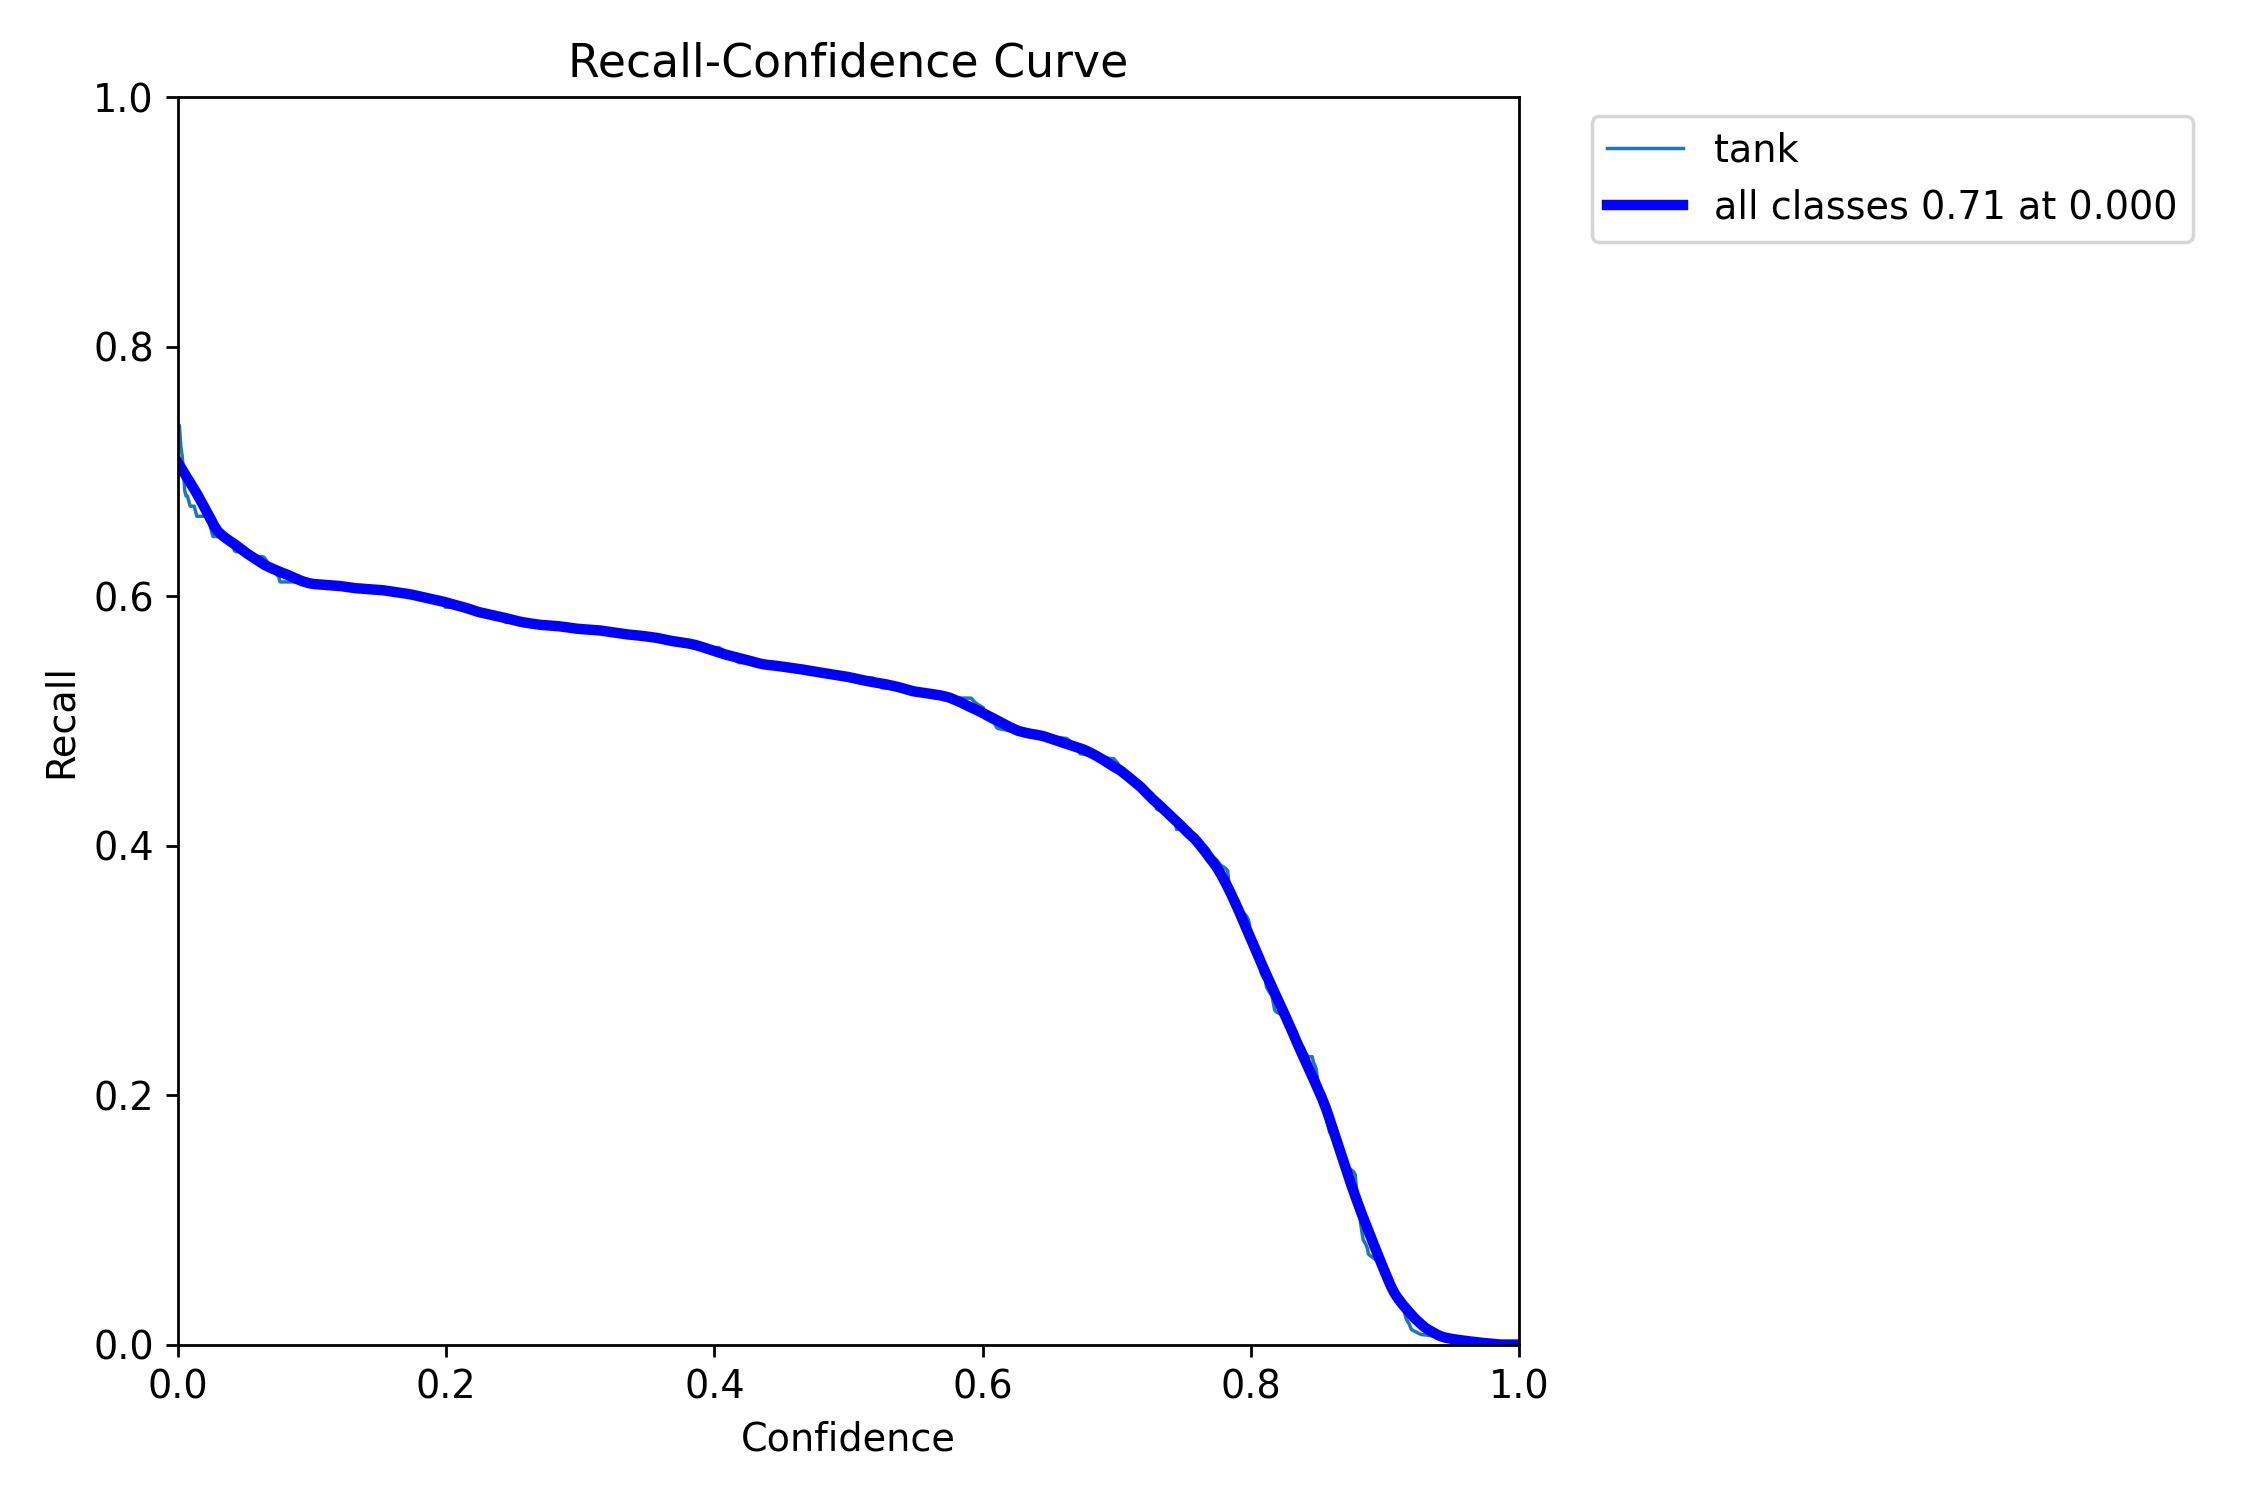 Recall-Confidence Curve
1.0
0.8
0.6
0.4
0.2
0.0
Recall
0.0 0.2 0.4 0.6 0.8 1.0
Confidence
tank
all classes 0.71 at 0.000